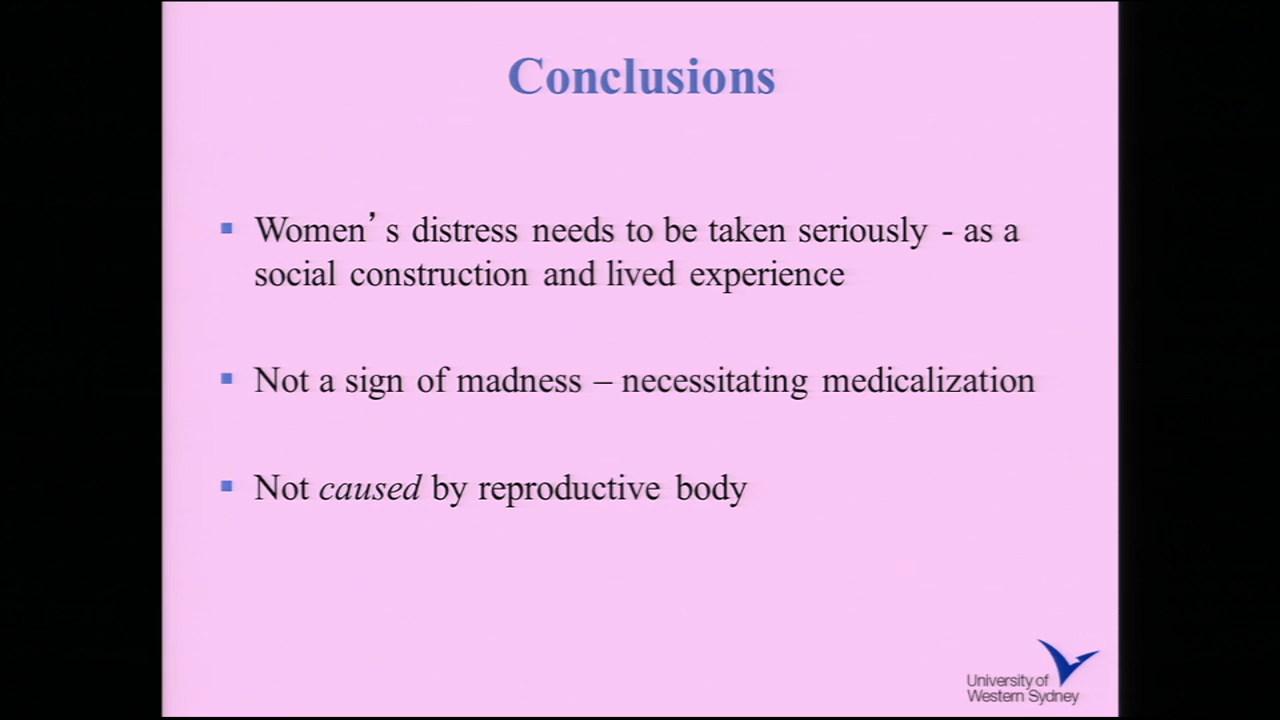 Conclusions
Women’s distress needs to be taken seriously - as a
social construction and lived experience
Not a sign of madness – necessitating medicalization
Not caused by reproductive body
University of
Western Sydney